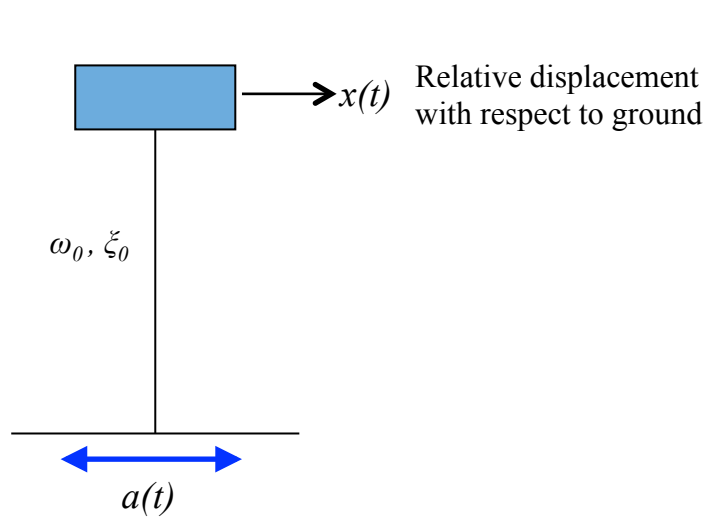 x(t)
Relative displacement
with respect to ground
ω₀, ξ₀
a(t)